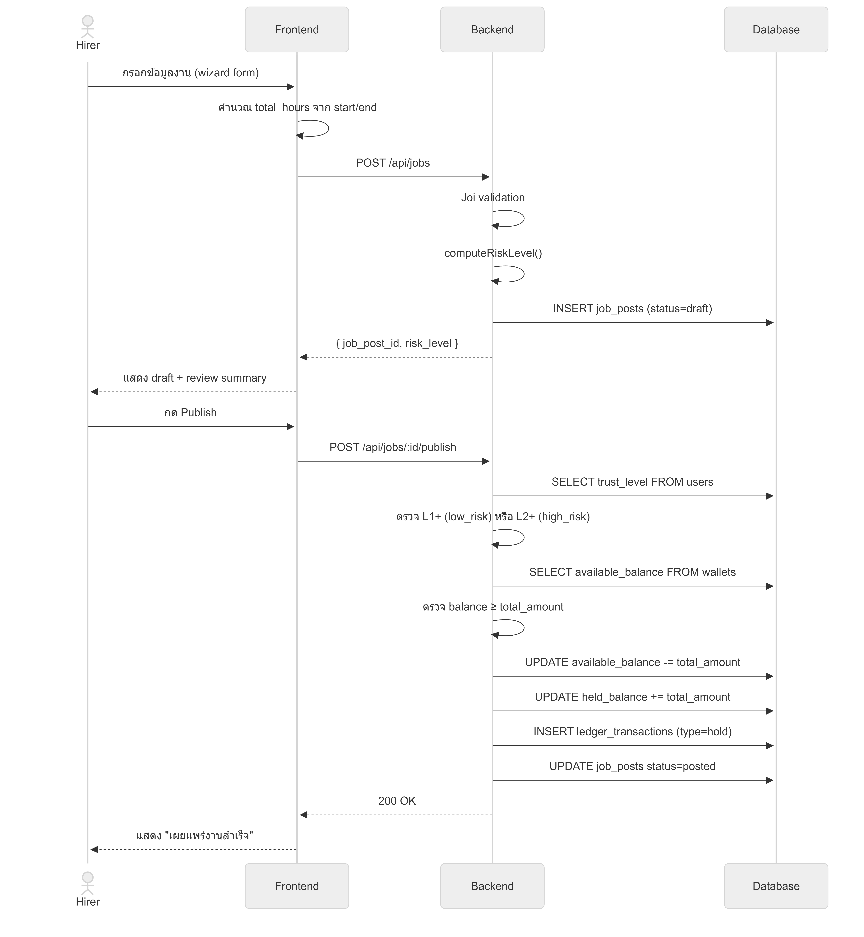 Hirer
Frontend
Backend
Database
กรอกข้อมูลงาน (wizard form)
คำนวณ total_hours จาก start/end
POST /api/jobs
Joi validation
computeRiskLevel()
INSERT job_posts (status=draft)
{ job_post_id, risk_level }
แสดง draft + review summary
กด Publish
POST /api/jobs/:id/publish
SELECT trust_level FROM users
ตรวจ L1+ (low_risk) หรือ L2+ (high_risk)
SELECT available_balance FROM wallets
ตรวจ balance ≥ total_amount
UPDATE available_balance -= total_amount
UPDATE held_balance += total_amount
INSERT ledger_transactions (type=hold)
UPDATE job_posts status=posted
200 OK
แสดง "เผยแพร่งานสำเร็จ"
Hirer
Frontend
Backend
Database